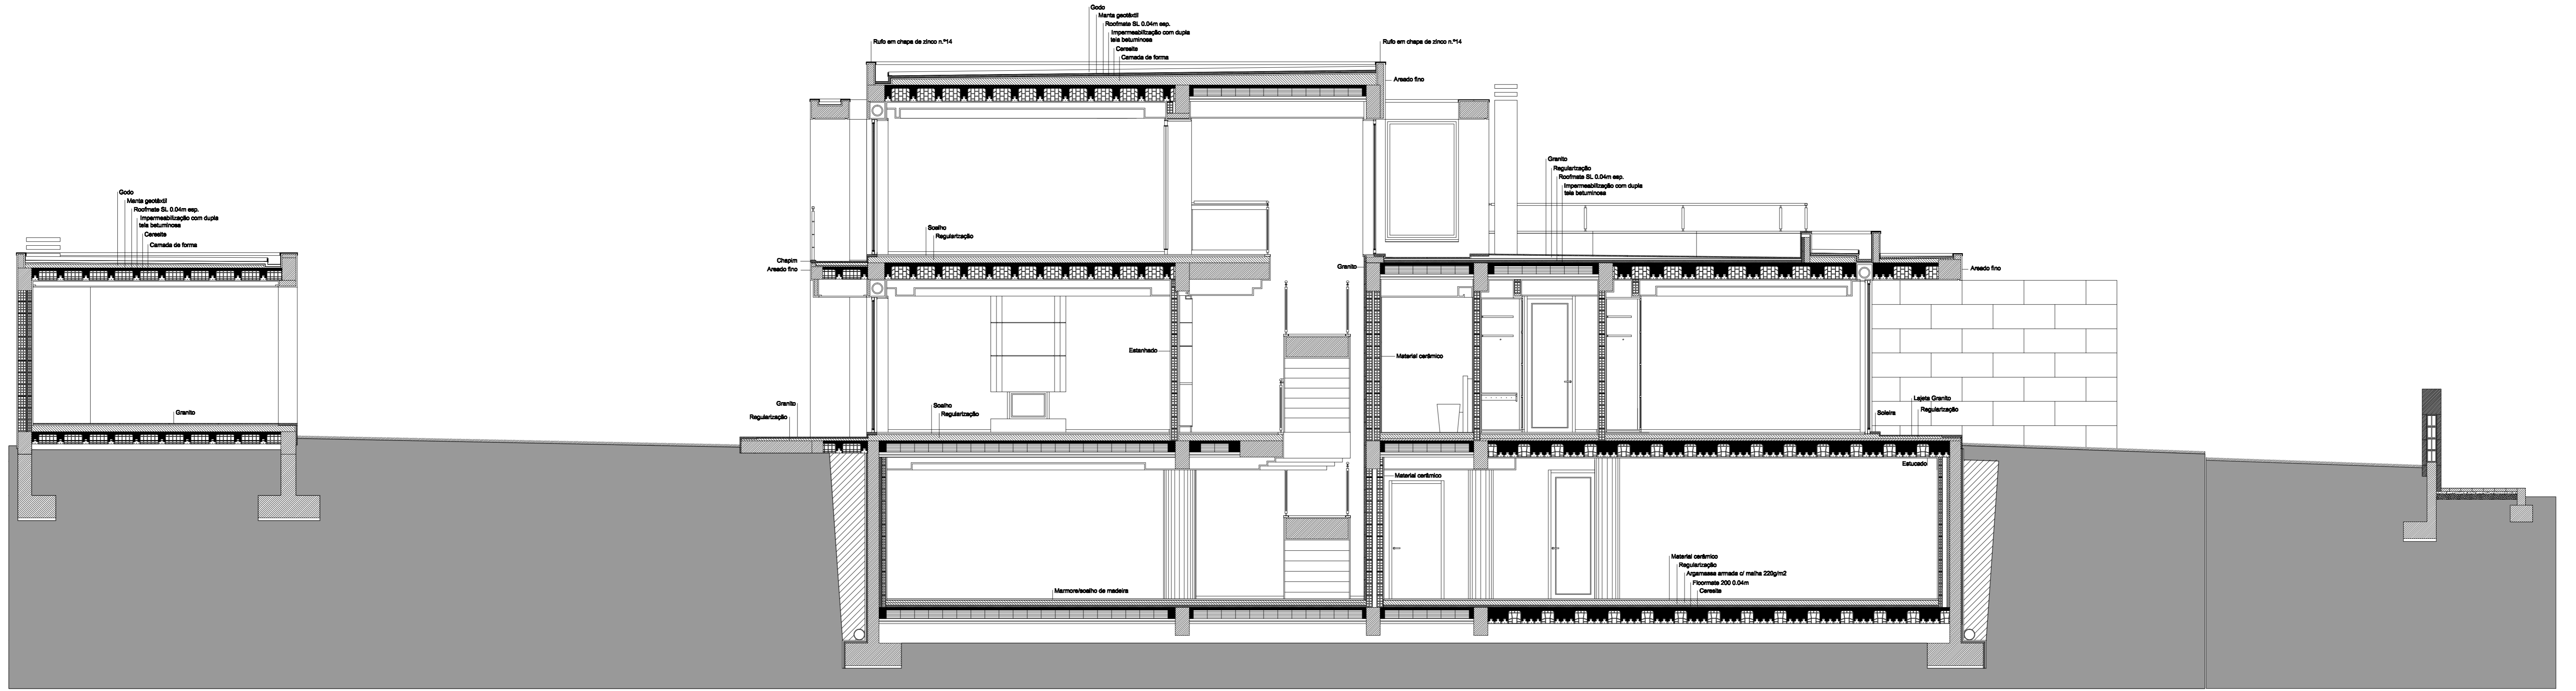 Godo
Manta geotêxtil
Roofmate SL 0.04m esp.
Impermeabilização com dupla
tela betuminosa
Ceresite
Camada de forma
Rufo em chapa de zinco n.º14
Rufo em chapa de zinco n.º14
Areado fino
Godo
Manta geotêxtil
Roofmate SL 0.04m esp.
Impermeabilização com dupla
tela betuminosa
Ceresite
Camada de forma
Granito
Regularização
Roofmate SL 0.04m esp.
Impermeabilização com dupla
tela betuminosa
Soalho
Regularização
Chapim
Areado fino
Granito
Areado fino
Estanhado
Material cerâmico
Granito
Granito
Regularização
Soalho
Regularização
Lajeta Granito
Regularização
Soleira
Estucado
Material cerâmico
Marmore/soalho de madeira
Material cerâmico
Regularização
Argamassa armada c/ malha 220g/m2
Floormate 200 0.04m
Ceresite